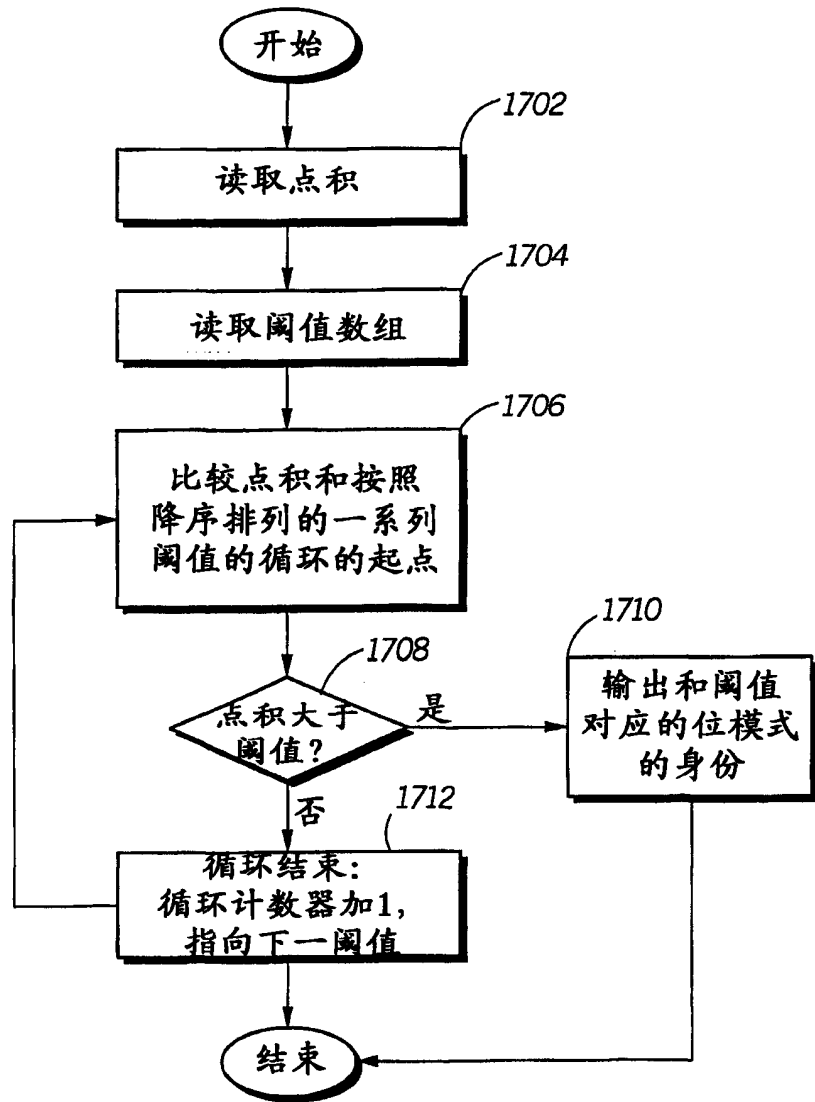 开始
1702
读取点积
1704
读取阈值数组
1706
比较点积和按照
降序排列的一系列
阈值的循环的起点
1708
点积大于
阈值?
是
1710
输出和阈值
对应的位模式
的身份
否
1712
循环结束:
循环计数器加1,
指向下一阈值
结束